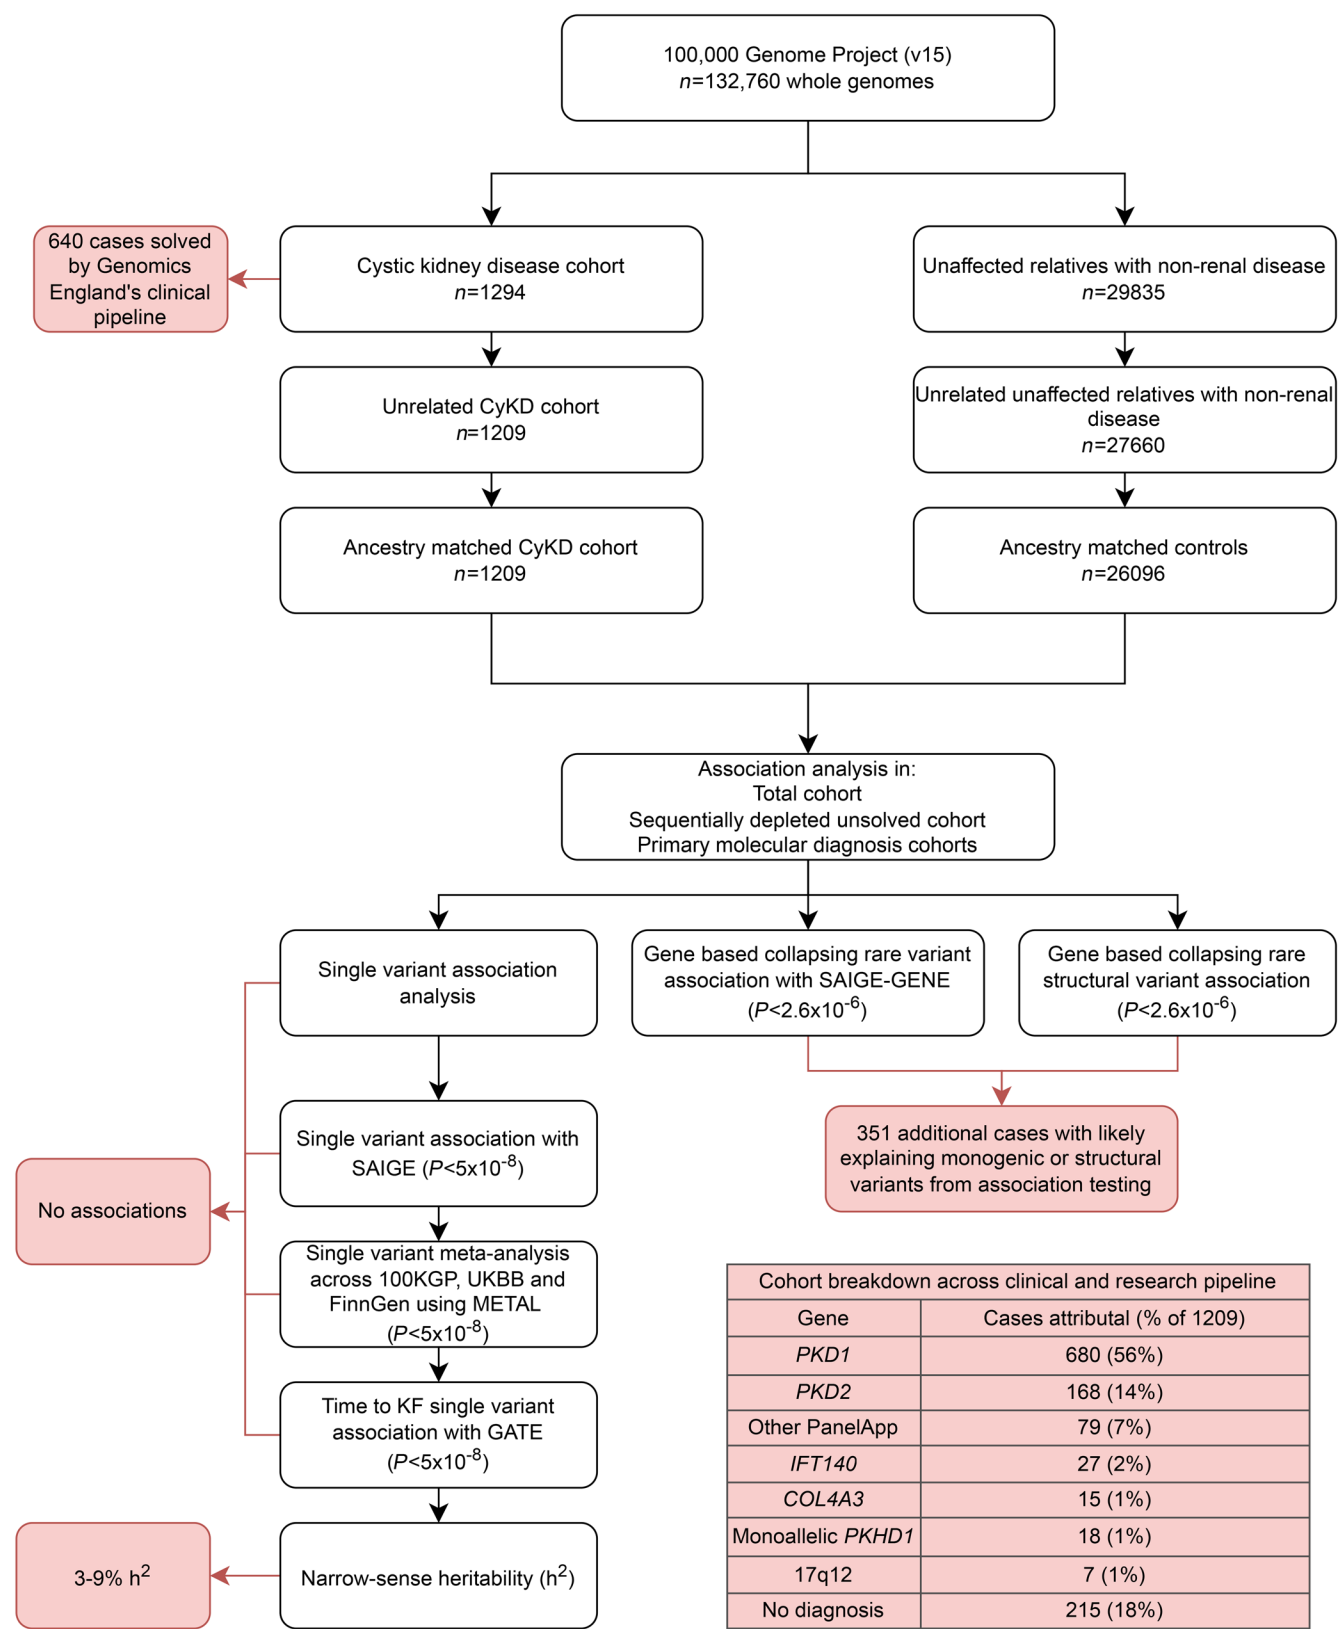 100,000 Genome Project (v15)
n=132,760 whole genomes
640 cases solved
by Genomics
England's clinical
pipeline
Cystic kidney disease cohort
n=1294
Unaffected relatives with non-renal disease
n=29835
Unrelated CyKD cohort
n=1209
Unrelated unaffected relatives with non-renal
disease
n=27660
Ancestry matched CyKD cohort
n=1209
Ancestry matched controls
n=26096
Association analysis in:
Total cohort
Sequentially depleted unsolved cohort
Primary molecular diagnosis cohorts
Single variant association
analysis
Gene based collapsing rare variant
association with SAIGE-GENE
(P<2.6x10-6)
Gene based collapsing rare
structural variant association
(P<2.6x10-6)
Single variant association with
SAIGE (P<5x10-8)
351 additional cases with likely
explaining monogenic or structural
variants from association testing
No associations
Single variant meta-analysis
across 100KGP, UKBB and
FinnGen using METAL
(P<5x10-8)
Time to KF single variant
association with GATE
(P<5x10-8)
3-9% h2
Narrow-sense heritability (h2)
Cohort breakdown across clinical and research pipeline
Gene Cases attributal (% of 1209)
PKD1 680 (56%)
PKD2 168 (14%)
Other PanelApp 79 (7%)
IFT140 27 (2%)
COL4A3 15 (1%)
Monoallelic PKHD1 18 (1%)
17q12 7 (1%)
No diagnosis 215 (18%)